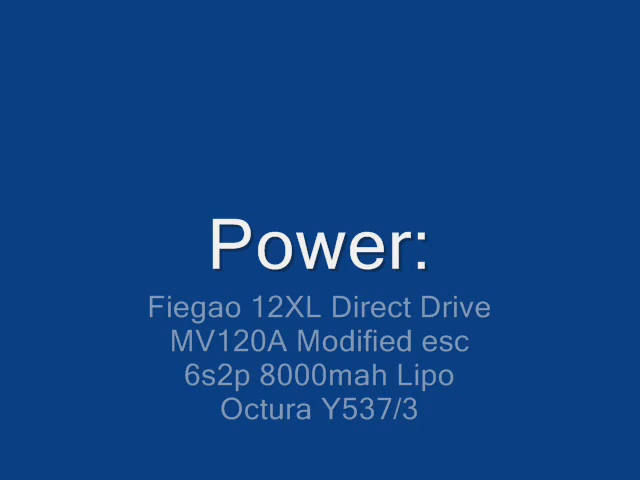 Power:
Fiegao 12XL Direct Drive
MV120A Modified esc
6s2p 8000mah Lipo
Octura Y537/3